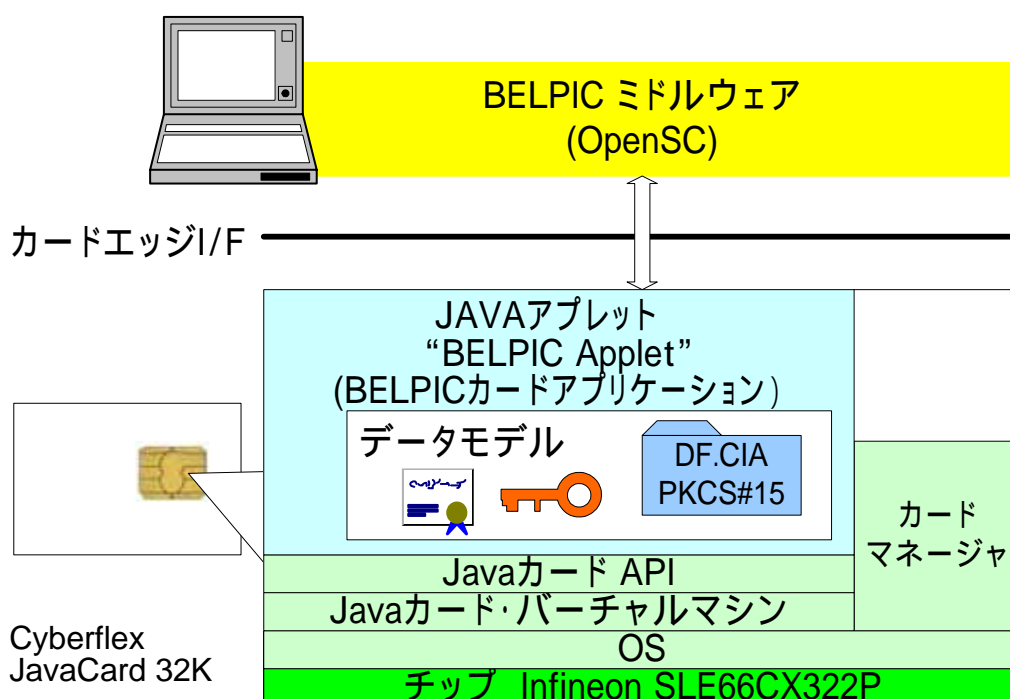 BELPIC ミドルウェア
(OpenSC)
カードエッジI/F
JAVAアプレット
“BELPIC Applet”
(BELPICカードアプリケーション)
データモデル
DF.CIA
PKCS#15
カード
マネージャ
Javaカード API
Javaカード・バーチャルマシン
OS
チップ Infineon SLE66CX322P
Cyberflex
JavaCard 32K